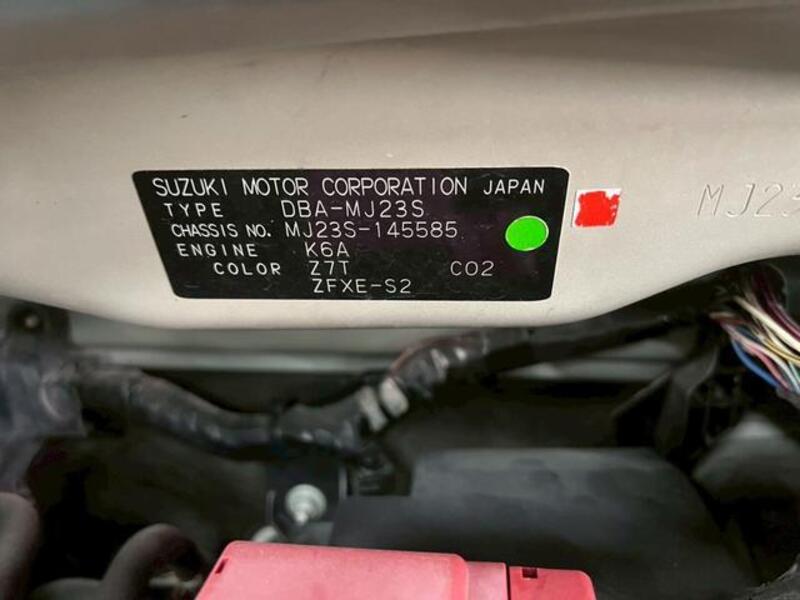 SUZUKI MOTOR CORPORATION JAPAN
TYPE DBA-MJ23S
CHASSIS NO. MJ23S-145585
ENGINE K6A
COLOR Z7T C02
ZFXE-S2
MJ23